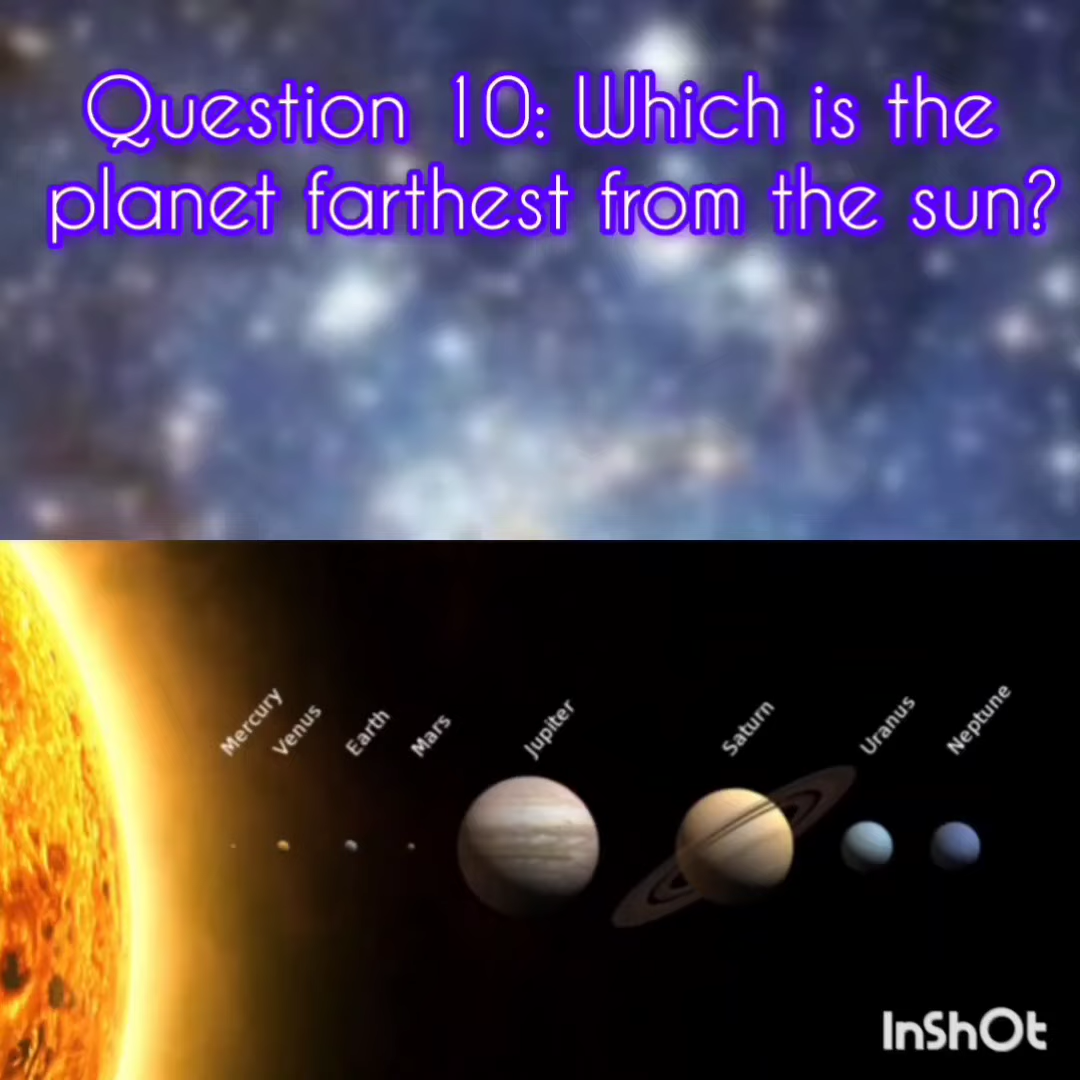 Question 10: Which is the
planet farthest from the sun?
Mercury
Venus
Earth
Mars
Jupiter
Saturn
Uranus
Neptune
InShOt